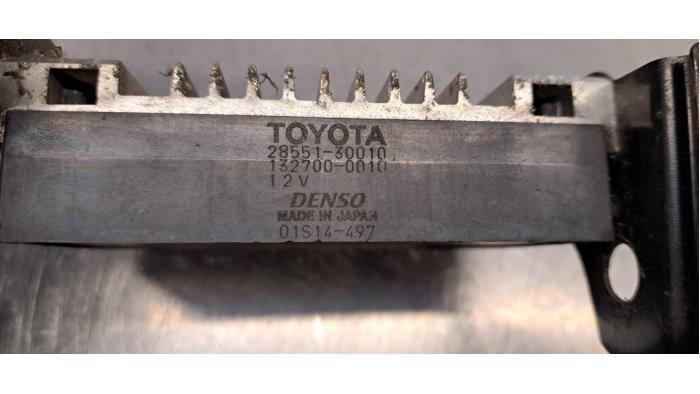 TOYOTA
28551-30010
132700-0010
12V
DENSO
MADE IN JAPAN
01S14-497